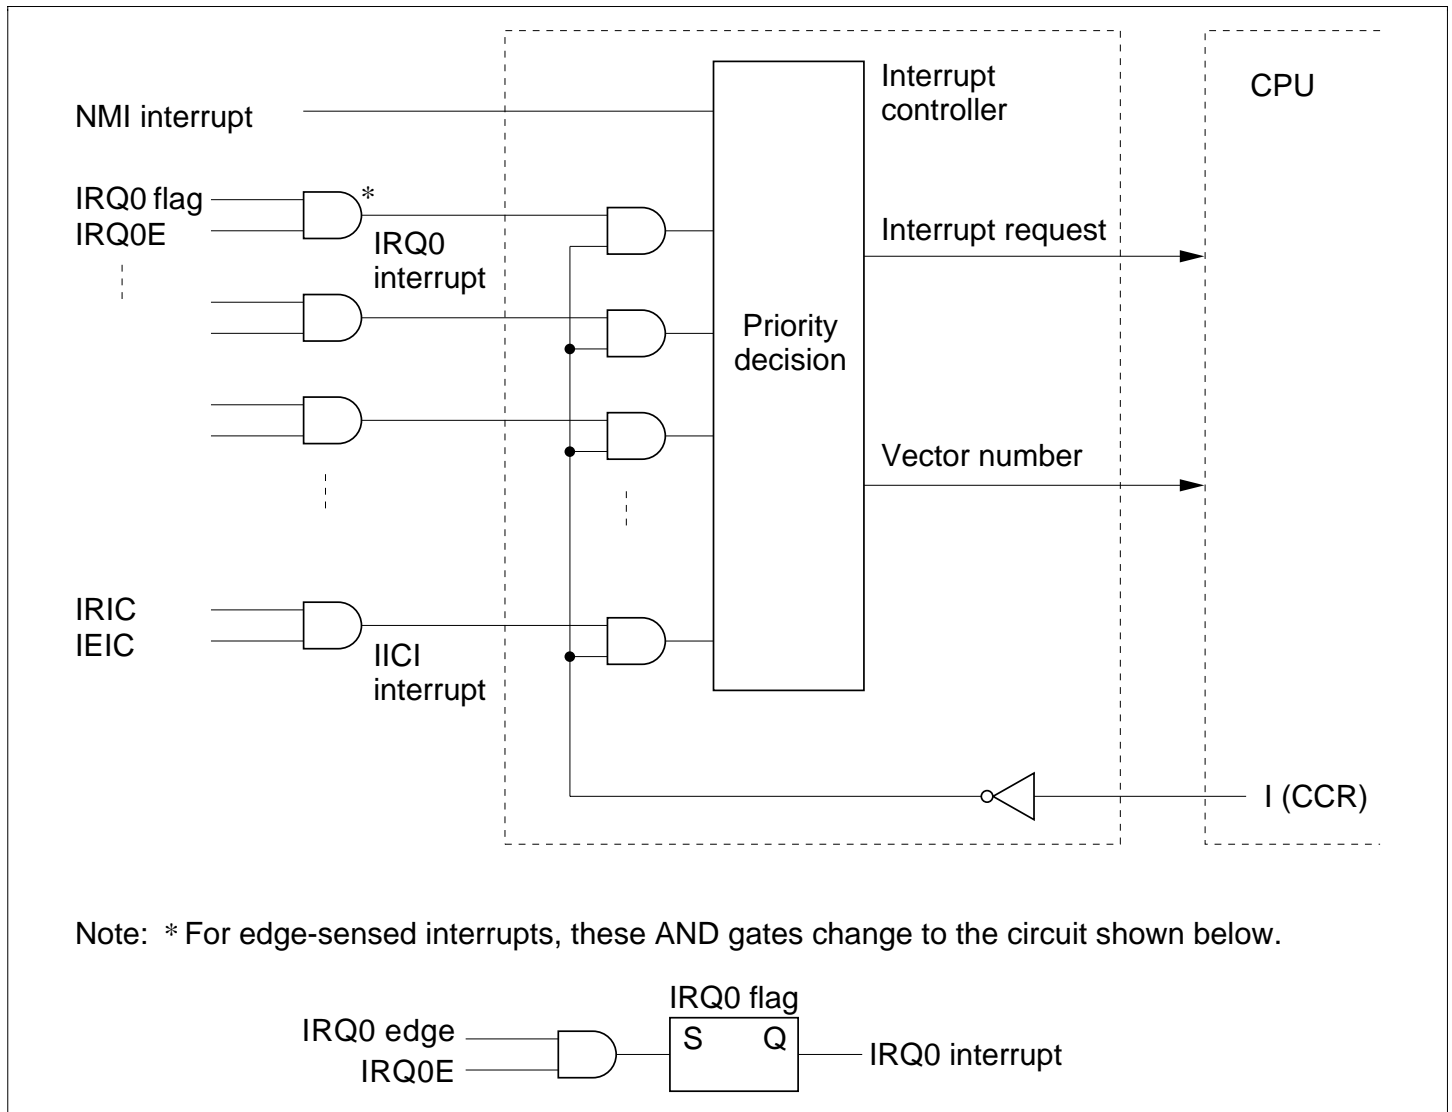 Interrupt
controller
CPU
NMI interrupt
IRQ0 flag
IRQ0E
*
IRQ0
interrupt
Interrupt request
Priority
decision
Vector number
IRIC
IEIC
IICI
interrupt
I (CCR)
Note: * For edge-sensed interrupts, these AND gates change to the circuit shown below.
IRQ0 flag
IRQ0 edge
IRQ0E
S Q
IRQ0 interrupt